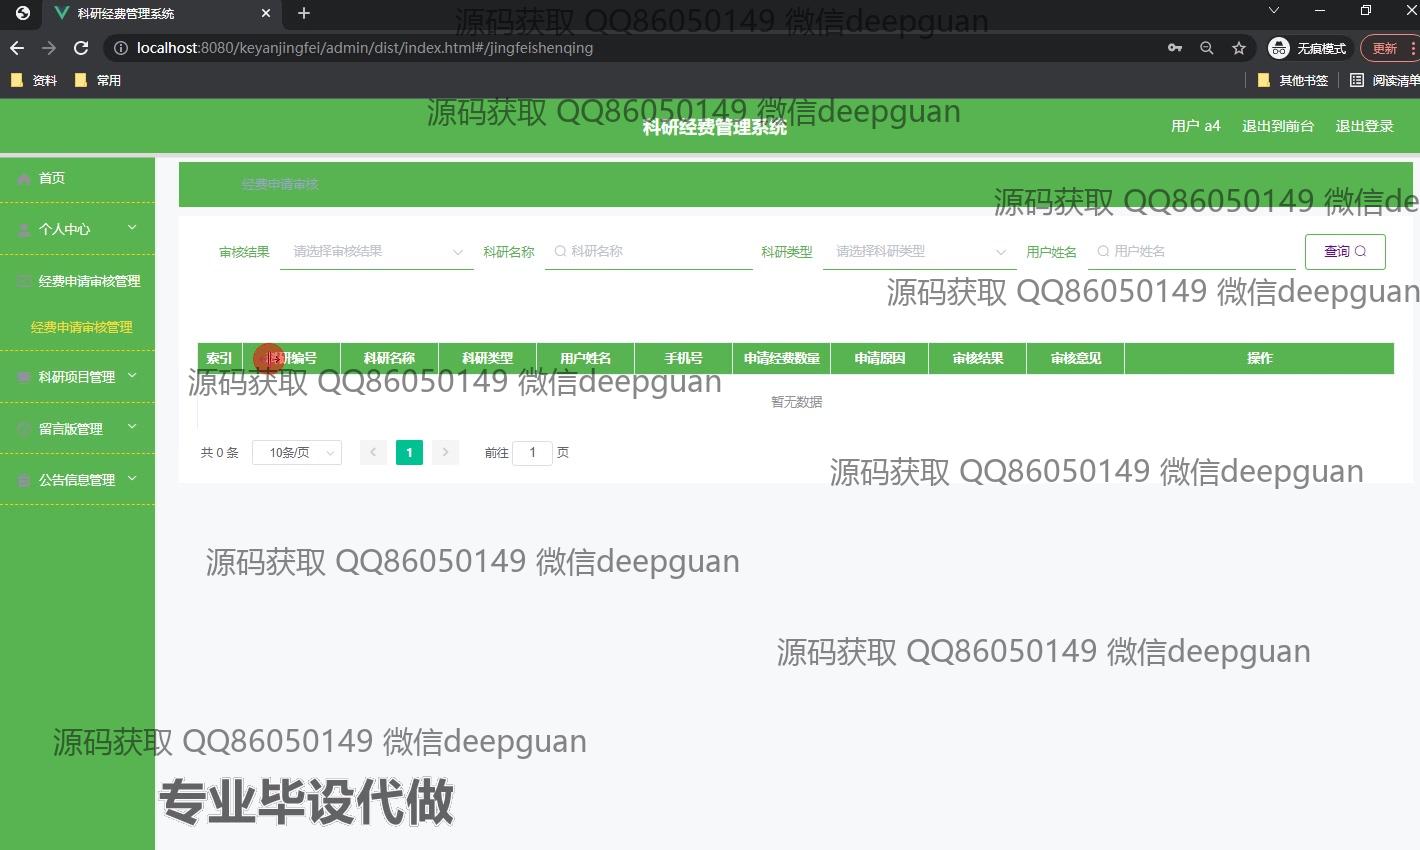 科研经费管理系统
源码获取 QQ86050149 微信deepguan
localhost:8080/keyanjingfei/admin/dist/index.html#/jingfeishenqing
无痕模式
更新
资料
常用
其他书签
阅读清单
源码获取 QQ86050149 微信deepguan
科研经费管理系统
用户 a4
退出到前台
退出登录
首页
经费申请审核
源码获取 QQ86050149 微信de
个人中心
审核结果
请选择审核结果
科研名称
科研名称
科研类型
请选择科研类型
用户姓名
用户姓名
查询
经费申请审核管理
源码获取 QQ86050149 微信deepguan
经费申请审核管理
索引
科研编号
科研名称
科研类型
用户姓名
手机号
申请经费数量
申请原因
审核结果
审核意见
操作
科研项目管理
源码获取 QQ86050149 微信deepguan
暂无数据
留言版管理
共 0 条
10条/页
1
前往
1
页
公告信息管理
源码获取 QQ86050149 微信deepguan
源码获取 QQ86050149 微信deepguan
源码获取 QQ86050149 微信deepguan
源码获取 QQ86050149 微信deepguan
专业毕设代做